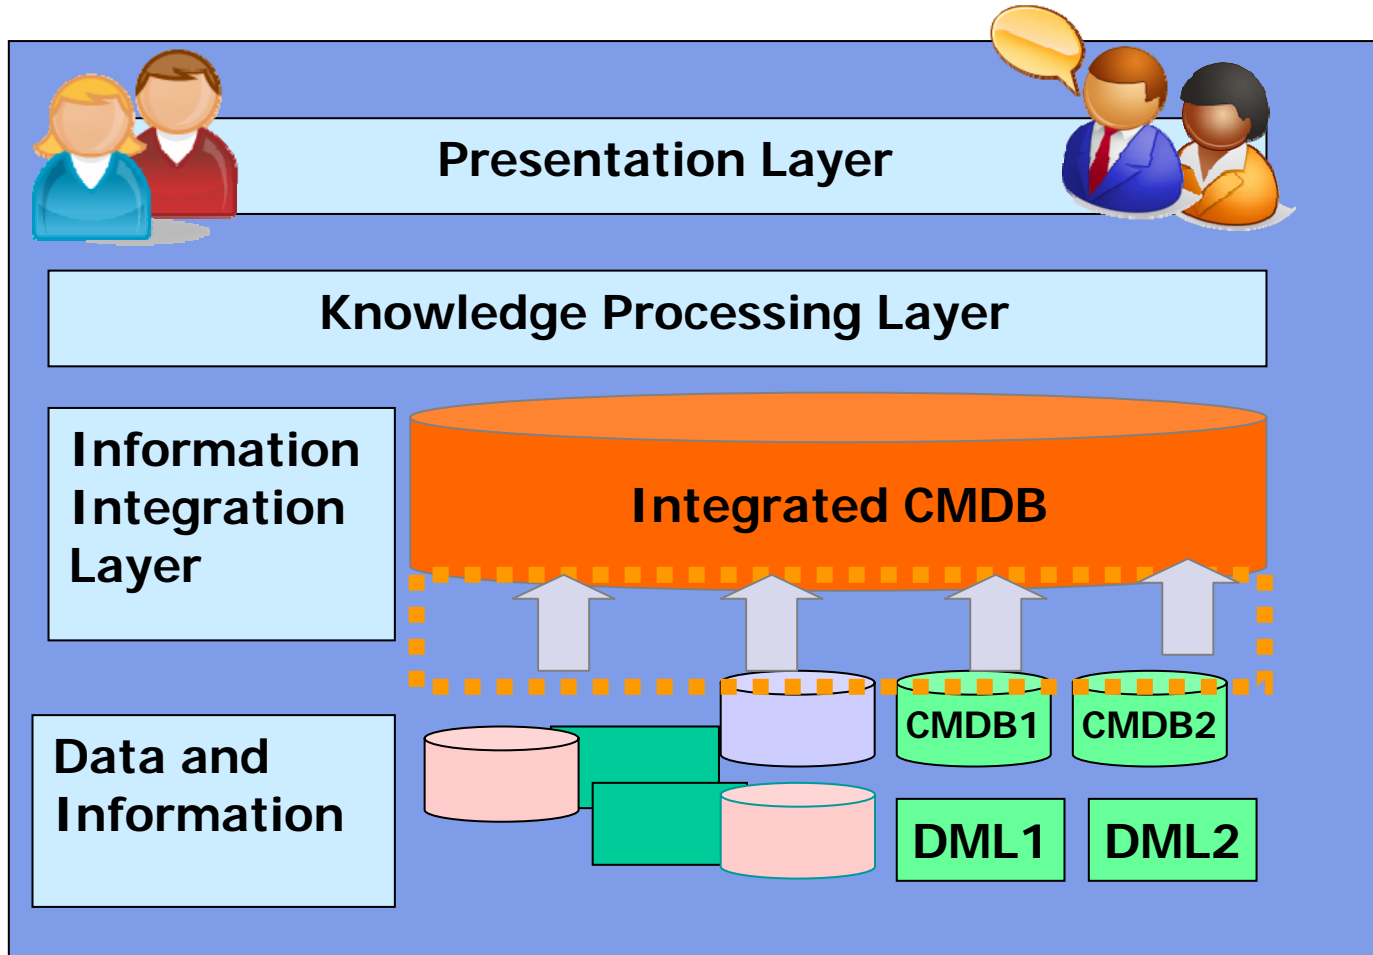 Presentation Layer
Knowledge Processing Layer
Information
Integration
Layer
Integrated CMDB
CMDB1
CMDB2
Data and
Information
DML1
DML2